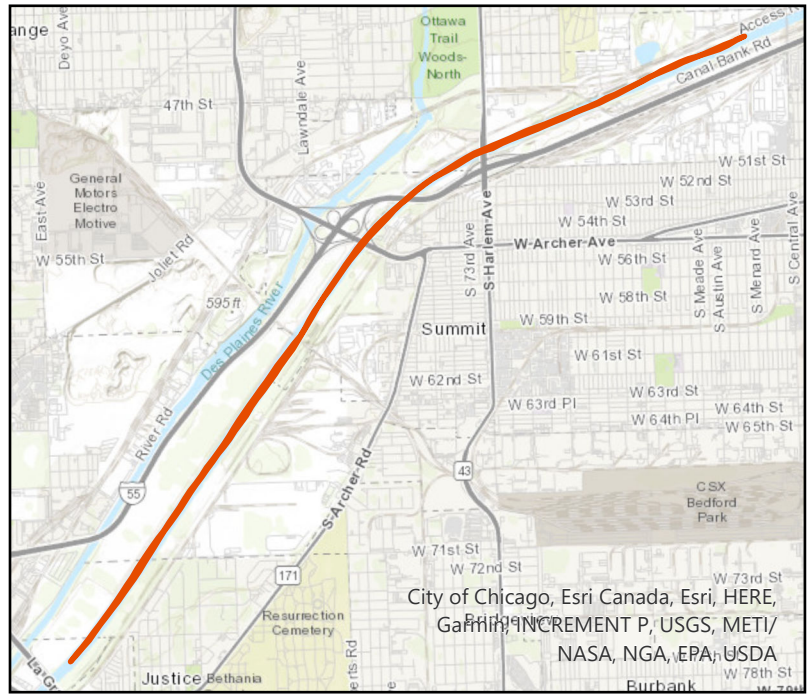 ange
Deyo Ave
Ottawa
Trail
Woods-
North
Access R
Canal-Bank-Rd
47th St
Lawndale Ave
General
Motors
Electro
Motive
East-Ave
W 55th St
Joliet Rd
595 ft
Des Plaines River
River Rd
W 51st St
W 52nd St
W 53rd St
W 54th St
W-Archer-Ave
W 56th St
W 58th St
W 59th St
W 61st St
W 62nd St
W 63rd St
W 63rd Pl
W 64th St
W 64th Pl
W 65th St
S 73rd Ave
S-Harlem-Ave
S Meade Ave
S Austin Ave
S Menard Ave
S Central Ave
Summit
43
CSX
Bedford
Park
55
S-Archer-Rd
171
W 71st St
W 72nd St
W 73rd St
Resurrection
Cemetery
erts-Rd
La'Gr
Justice
Bethania
W 78th St
Burbank
City of Chicago, Esri Canada, Esri, HERE,
Garmin, INCREMENT P, USGS, METI/
NASA, NGA, EPA, USDA